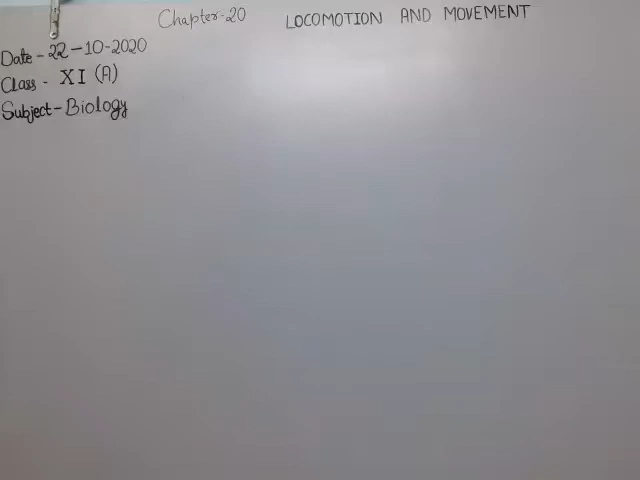 Chapter-20 LOCOMOTION AND MOVEMENT
Date - 22-10-2020
Class - XI (A)
Subject - Biology